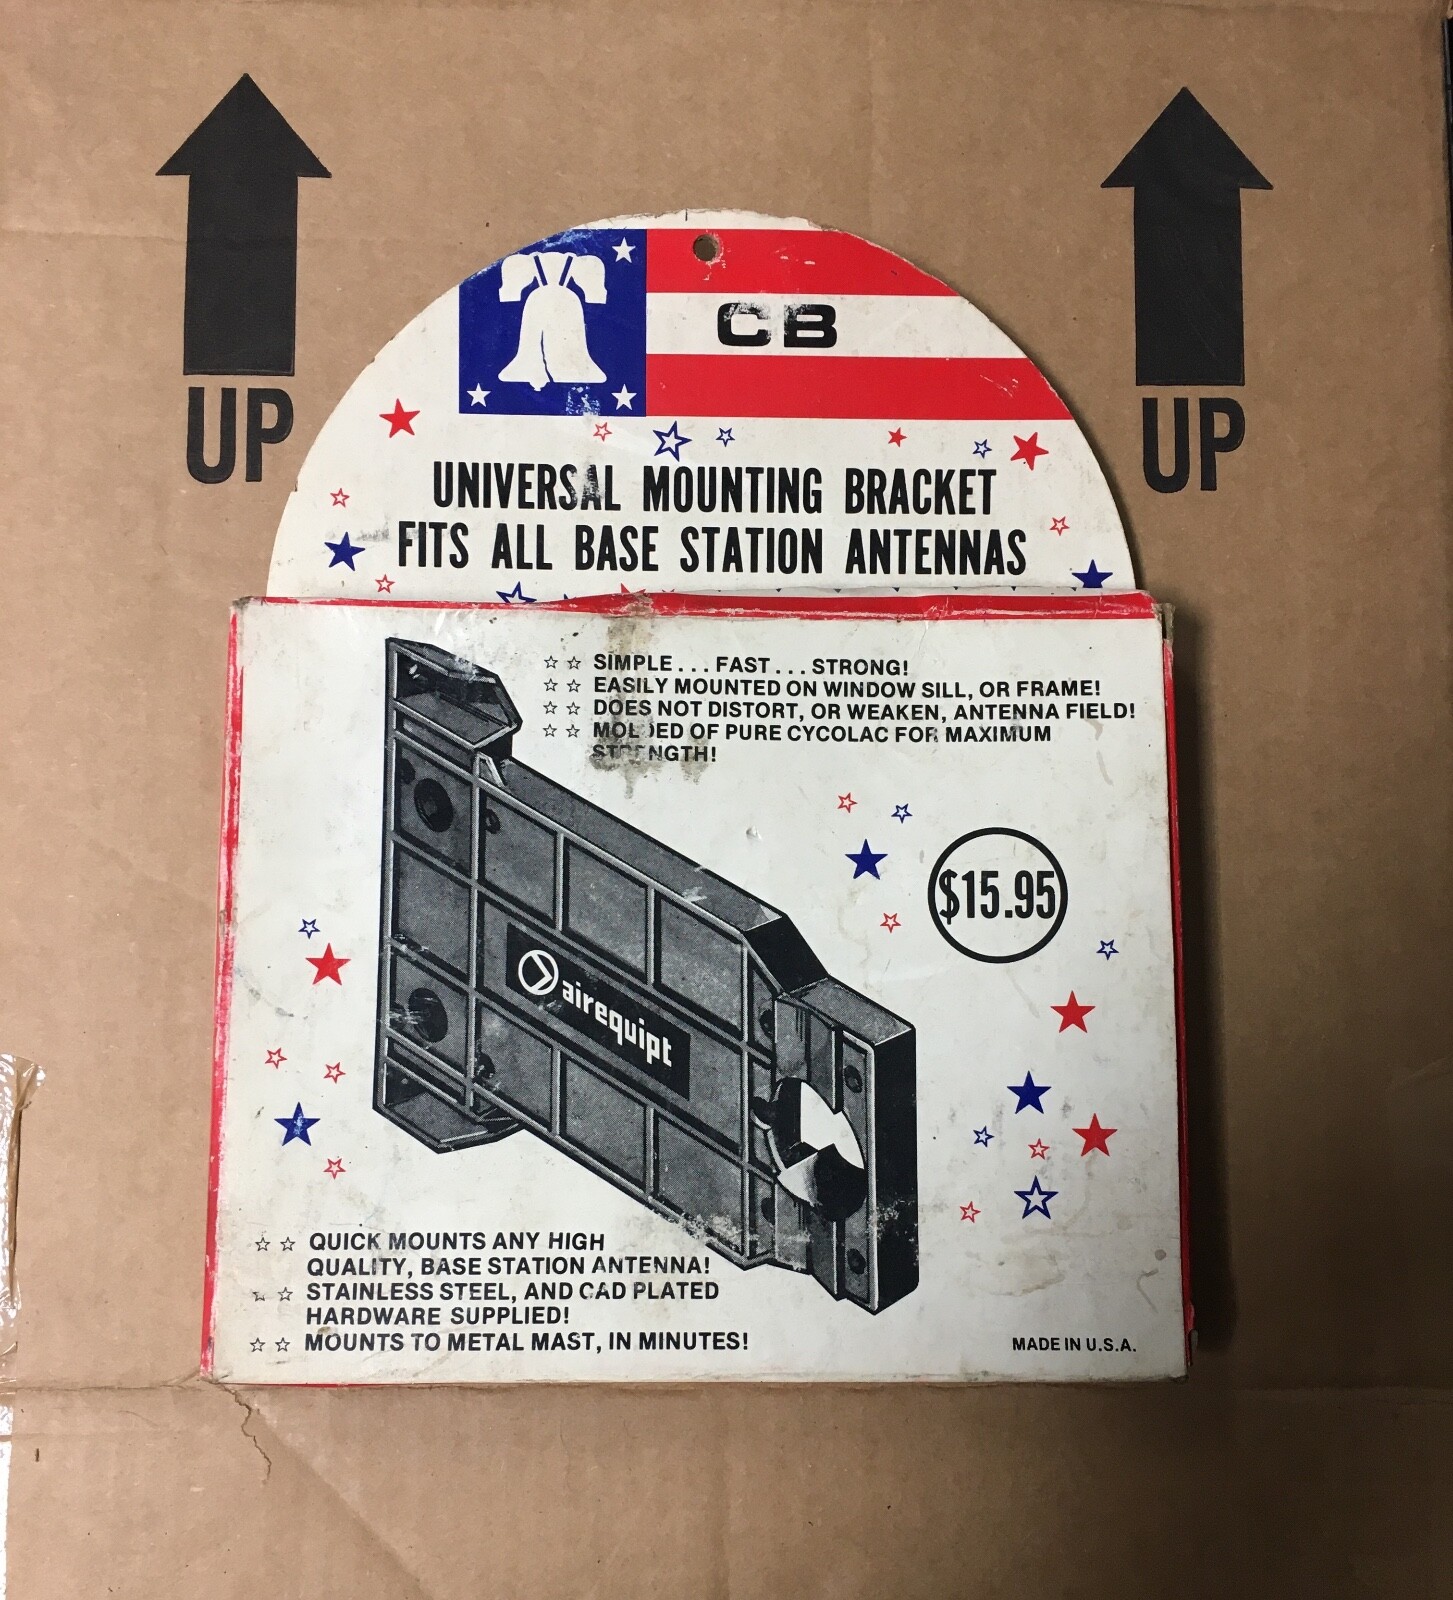 UP
UP
CB
UNIVERSAL MOUNTING BRACKET
FITS ALL BASE STATION ANTENNAS
☆ ☆ SIMPLE . . . FAST . . . STRONG!
☆ ☆ EASILY MOUNTED ON WINDOW SILL, OR FRAME!
☆ ☆ DOES NOT DISTORT, OR WEAKEN, ANTENNA FIELD!
☆ ☆ MOLDED OF PURE CYCOLAC FOR MAXIMUM
STRENGTH!
$15.95
airequipt
☆ ☆ QUICK MOUNTS ANY HIGH
QUALITY, BASE STATION ANTENNA!
☆ ☆ STAINLESS STEEL, AND CAD PLATED
HARDWARE SUPPLIED!
☆ ☆ MOUNTS TO METAL MAST, IN MINUTES!
MADE IN U.S.A.